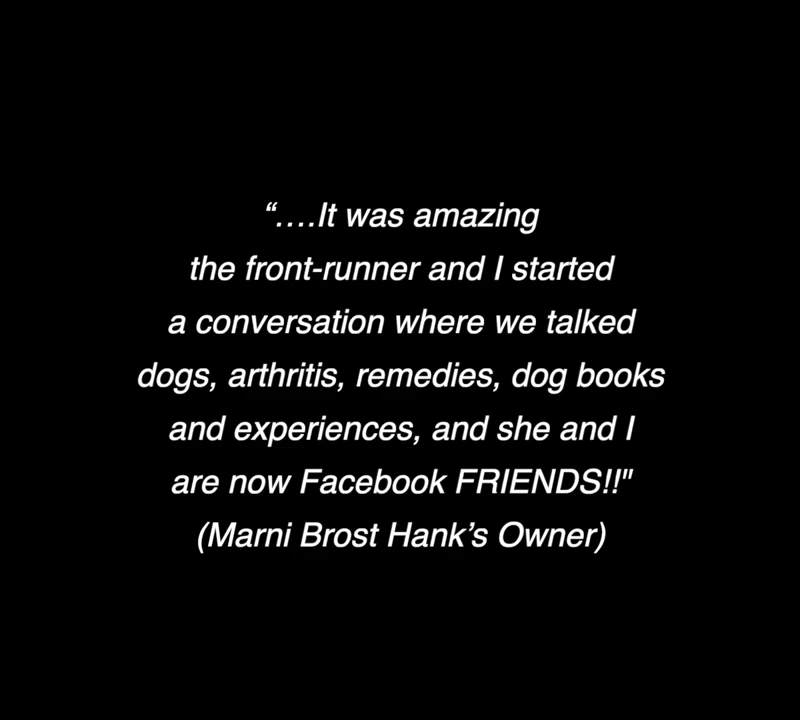 “….It was amazing
the front-runner and I started
a conversation where we talked
dogs, arthritis, remedies, dog books
and experiences, and she and I
are now Facebook FRIENDS!!"
(Marni Brost Hank’s Owner)